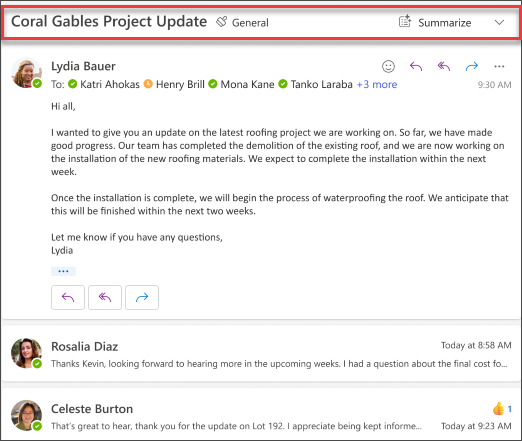 Coral Gables Project Update General Summarize
Lydia Bauer
To: Katri Ahokas Henry Brill Mona Kane Tanko Laraba +3 more 9:30 AM
Hi all,
I wanted to give you an update on the latest roofing project we are working on. So far, we have made
good progress. Our team has completed the demolition of the existing roof, and we are now working on
the installation of the new roofing materials. We expect to complete the installation within the next
week.
Once the installation is complete, we will begin the process of waterproofing the roof. We anticipate that
this will be finished within the next two weeks.
Let me know if you have any questions,
Lydia
Rosalia Diaz Today at 8:58 AM
Thanks Kevin, looking forward to hearing more in the upcoming weeks. I had a question about the final cost fo...
Celeste Burton 👍 1
That's great to hear, thank you for the update on Lot 192. I appreciate being kept informe... Today at 9:23 AM